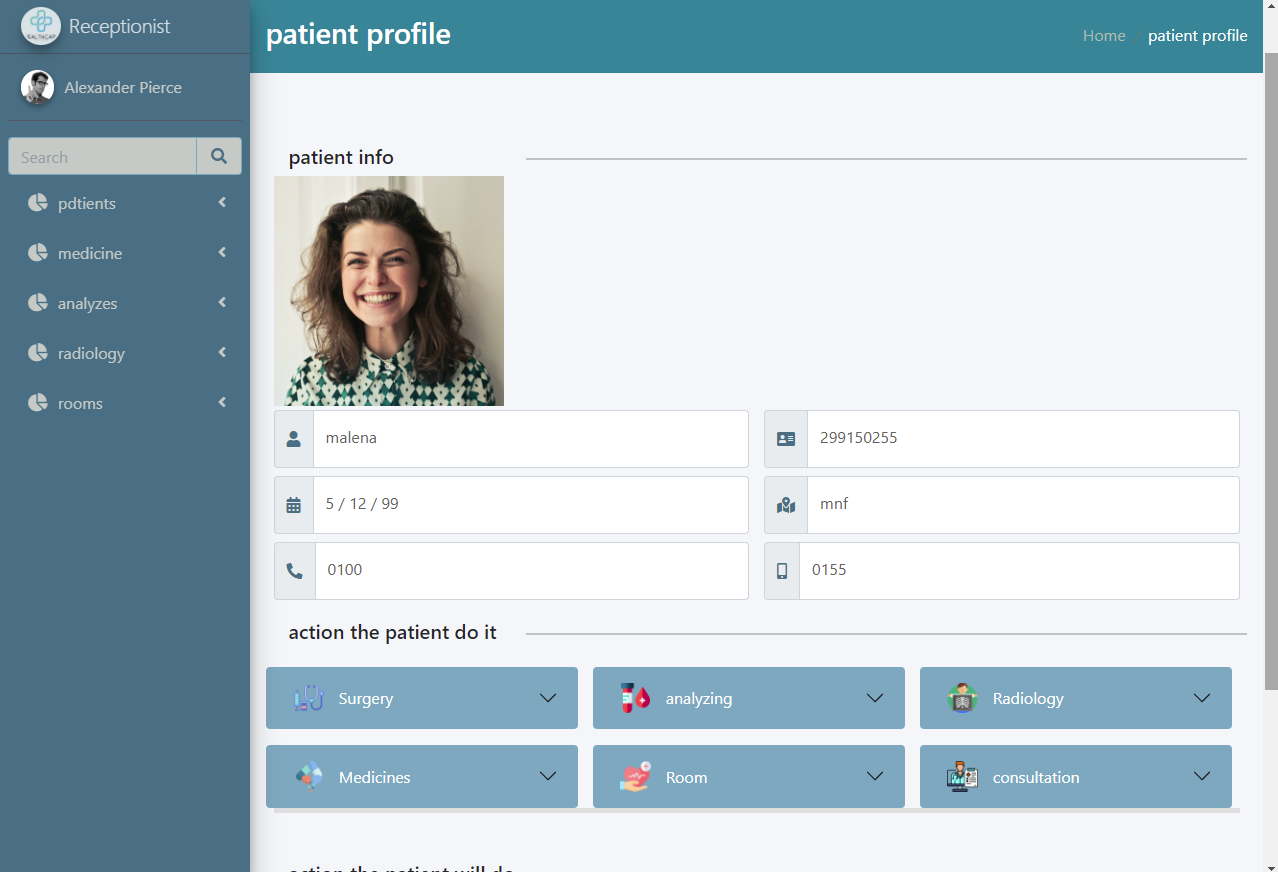 Receptionist
patient profile
Home / patient profile
Alexander Pierce
Search
pdtients
medicine
analyzes
radiology
rooms
patient info
malena
299150255
5 / 12 / 99
mnf
0100
0155
action the patient do it
Surgery
analyzing
Radiology
Medicines
Room
consultation
action the patient will do